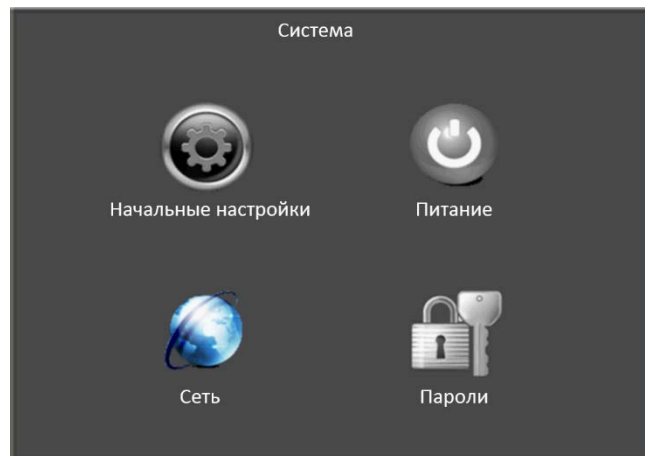 Система
Начальные настройки
Питание
Сеть
Пароли